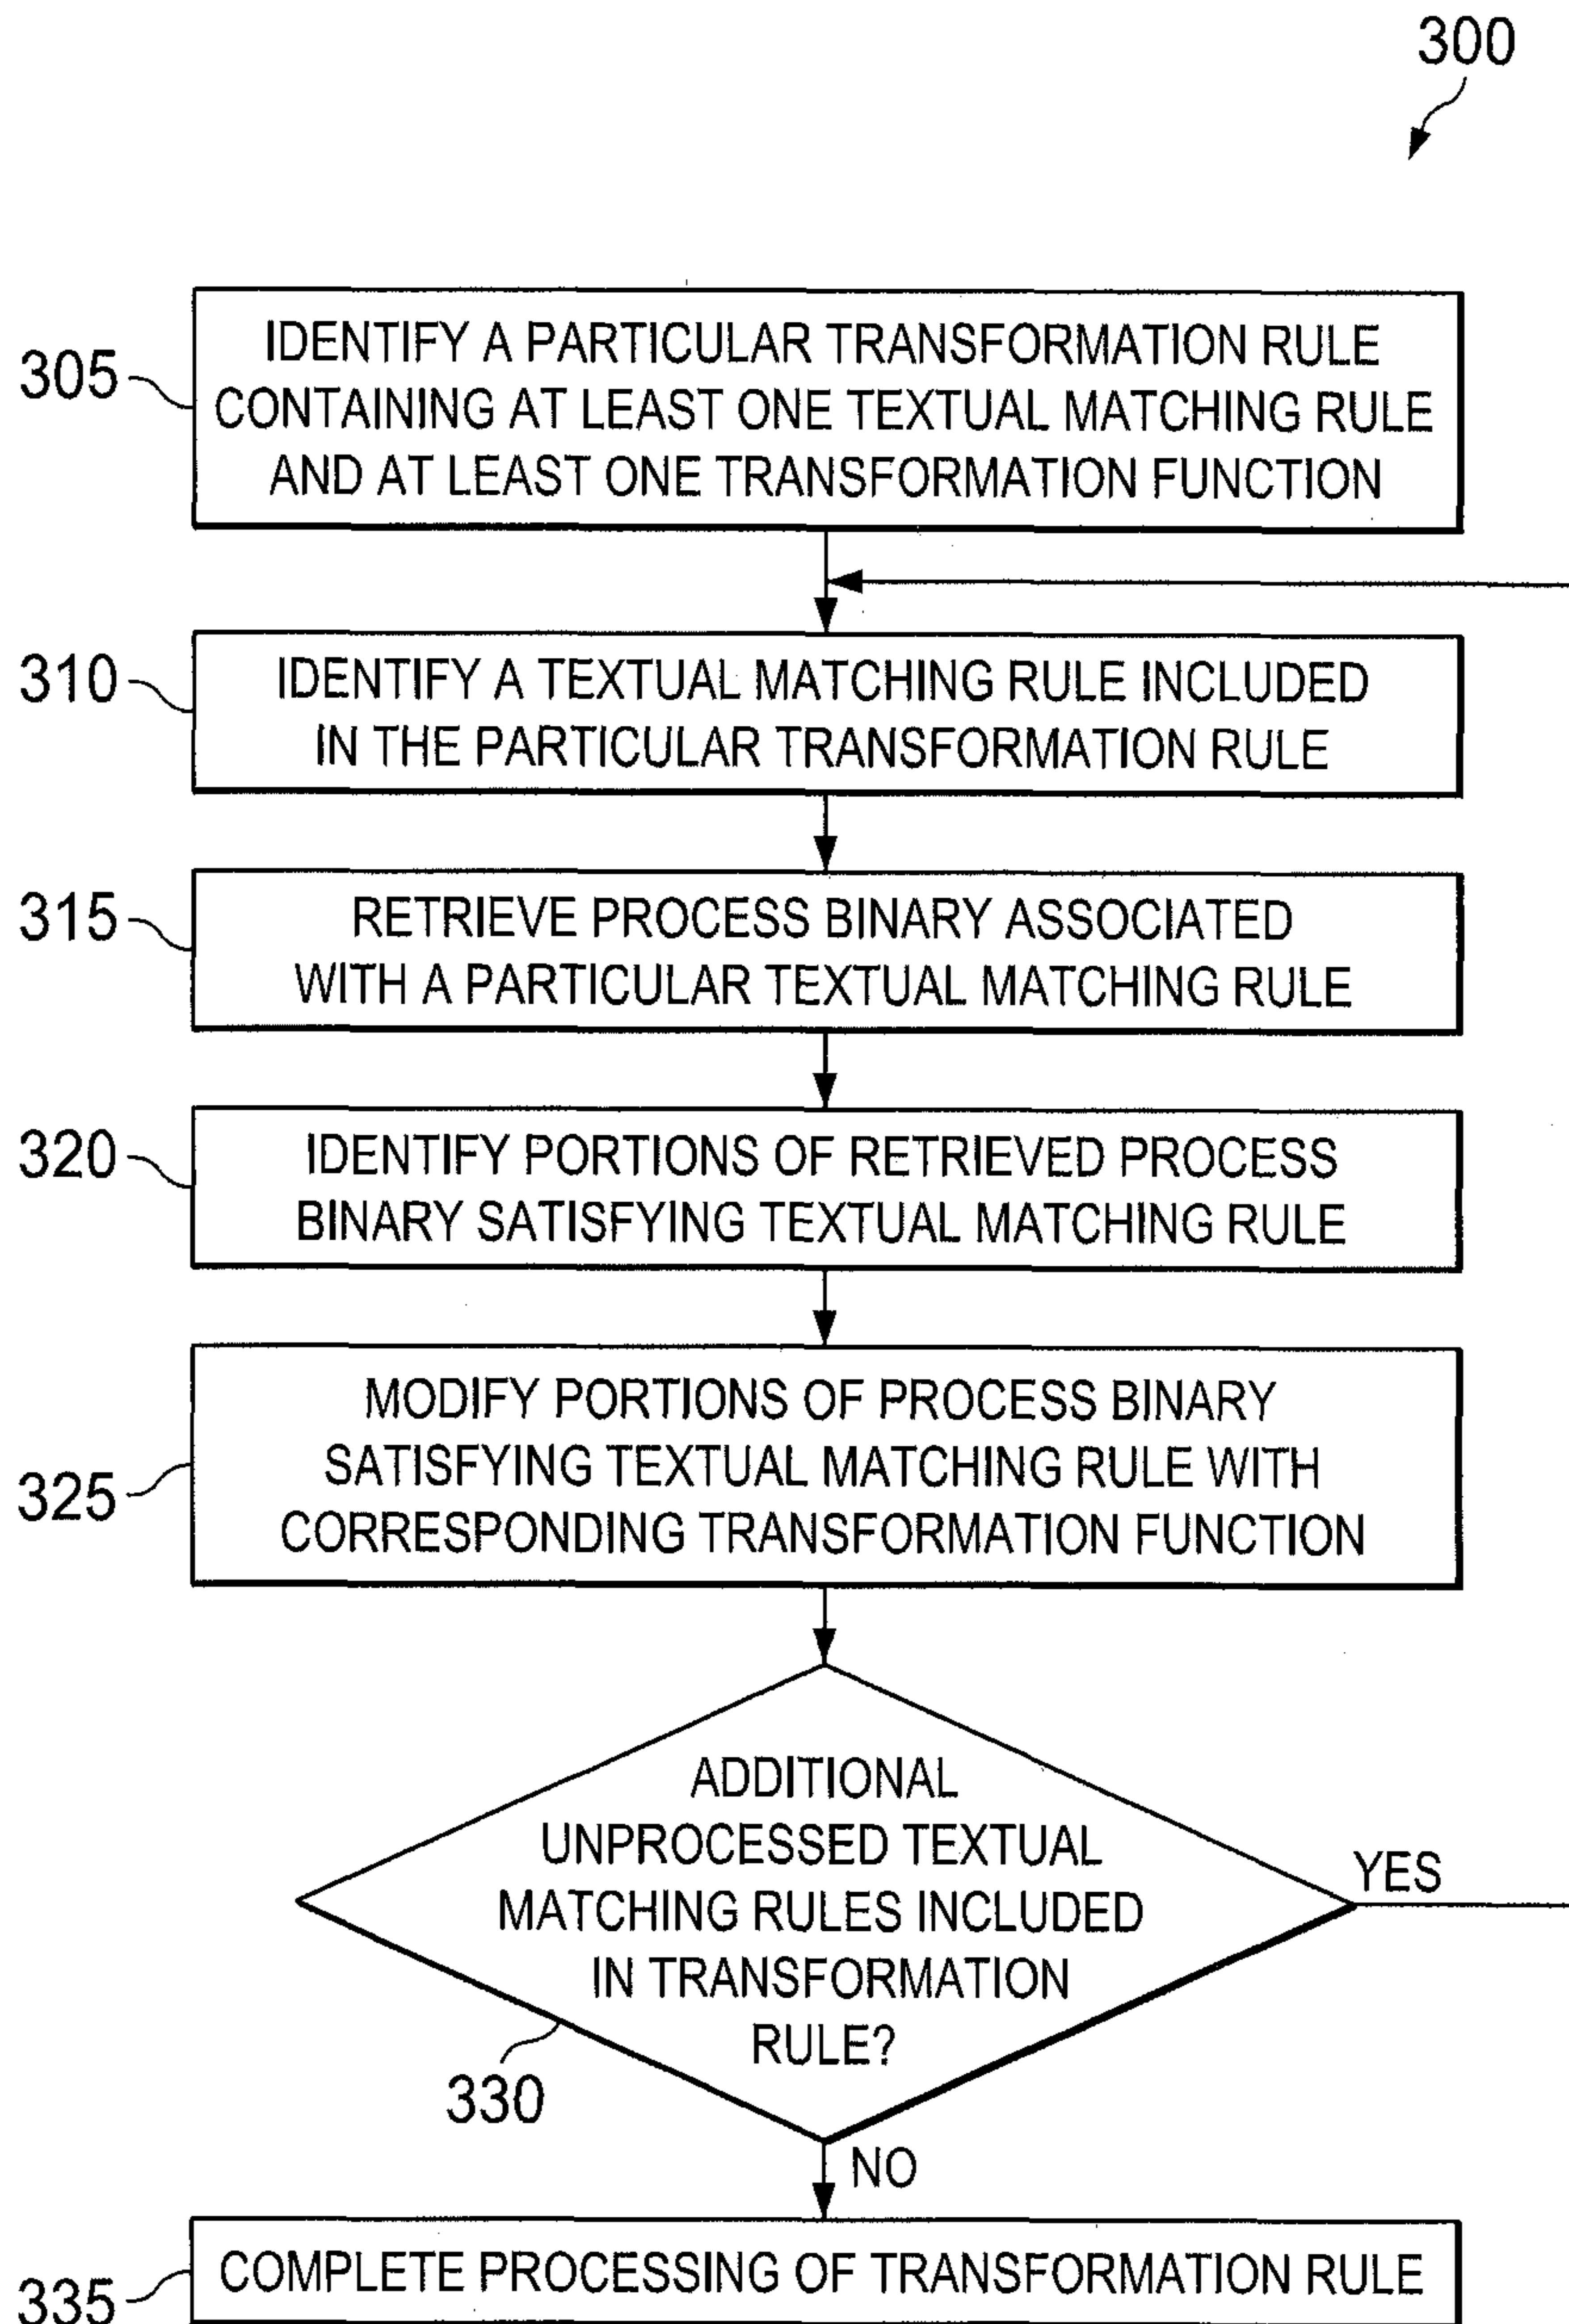 300
305
IDENTIFY A PARTICULAR TRANSFORMATION RULE
CONTAINING AT LEAST ONE TEXTUAL MATCHING RULE
AND AT LEAST ONE TRANSFORMATION FUNCTION
310
IDENTIFY A TEXTUAL MATCHING RULE INCLUDED
IN THE PARTICULAR TRANSFORMATION RULE
315
RETRIEVE PROCESS BINARY ASSOCIATED
WITH A PARTICULAR TEXTUAL MATCHING RULE
320
IDENTIFY PORTIONS OF RETRIEVED PROCESS
BINARY SATISFYING TEXTUAL MATCHING RULE
325
MODIFY PORTIONS OF PROCESS BINARY
SATISFYING TEXTUAL MATCHING RULE WITH
CORRESPONDING TRANSFORMATION FUNCTION
ADDITIONAL
UNPROCESSED TEXTUAL
MATCHING RULES INCLUDED
IN TRANSFORMATION
RULE?
YES
330
NO
335
COMPLETE PROCESSING OF TRANSFORMATION RULE